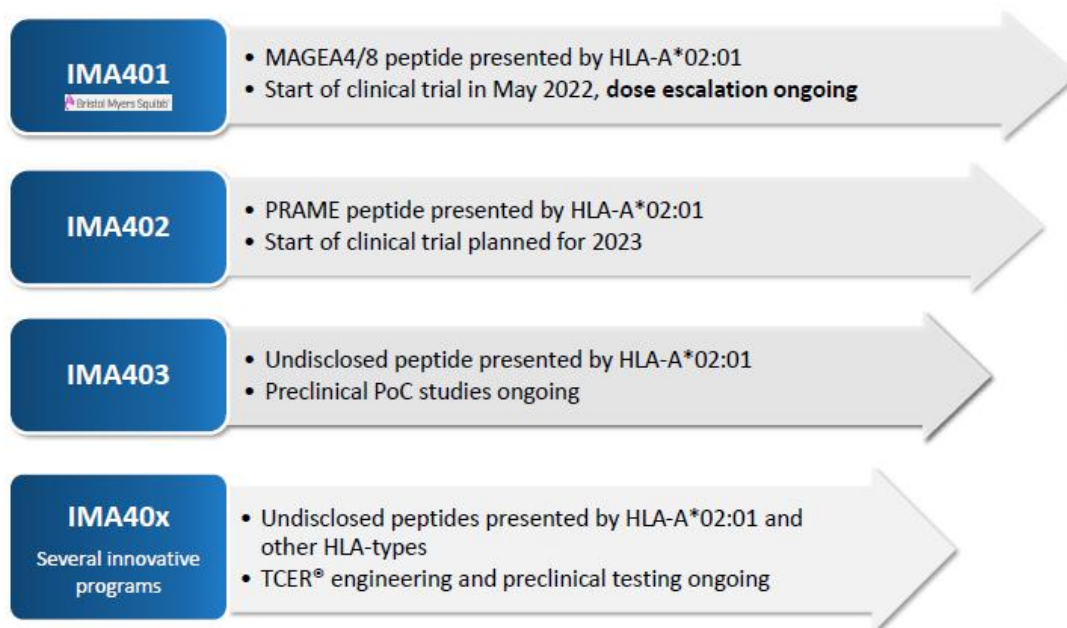 IMA401
Bristol Myers Squibb
• MAGEA4/8 peptide presented by HLA-A*02:01
• Start of clinical trial in May 2022, dose escalation ongoing
IMA402
• PRAME peptide presented by HLA-A*02:01
• Start of clinical trial planned for 2023
IMA403
• Undisclosed peptide presented by HLA-A*02:01
• Preclinical PoC studies ongoing
IMA40x
Several innovative
programs
• Undisclosed peptides presented by HLA-A*02:01 and
other HLA-types
• TCER® engineering and preclinical testing ongoing